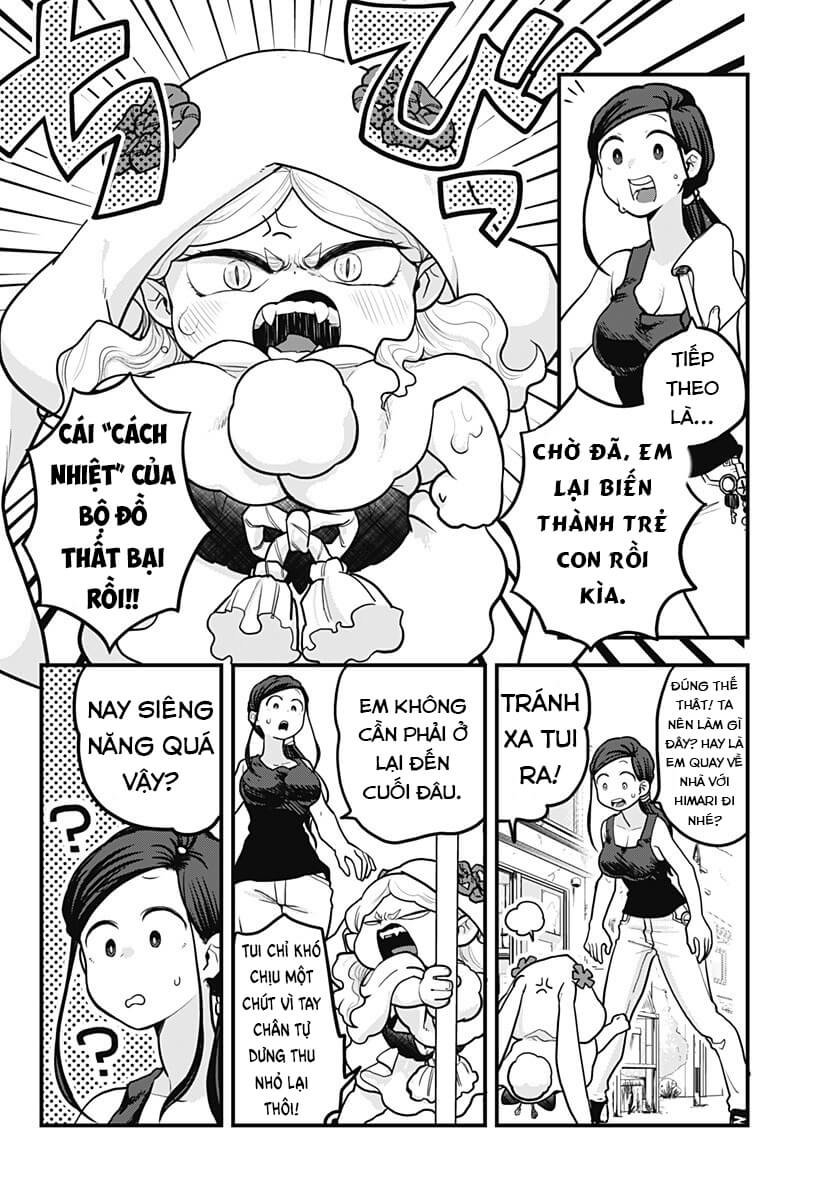 TIẾP
THEO
LÀ...
CHỜ ĐÃ, EM
LẠI BIẾN
THÀNH TRẺ
CON RỒI
KÌA.
ちびっ
CÁI "CÁCH
NHIỆT" CỦA
BỘ ĐỒ
THẤT BẠI
RỒI!!
ĐÚNG THẾ
THẬT! TA
NÊN LÀM GÌ
ĐÂY? HAY LÀ
EM QUAY VỀ
NHÀ VỚI
HIMARI ĐI
NHÉ?
TRÁNH
XA TUI
RA!
EM KHÔNG
CẦN PHẢI Ở
LẠI ĐẾN
CUỐI ĐÂU.
TUI CHỈ KHÓ
CHỊU MỘT
CHÚT VÌ TAY
CHÂN TỰ
DƯNG THU
NHỎ LẠI
THÔI!
NAY SIÊNG
NĂNG QUÁ
VẬY?
?
?